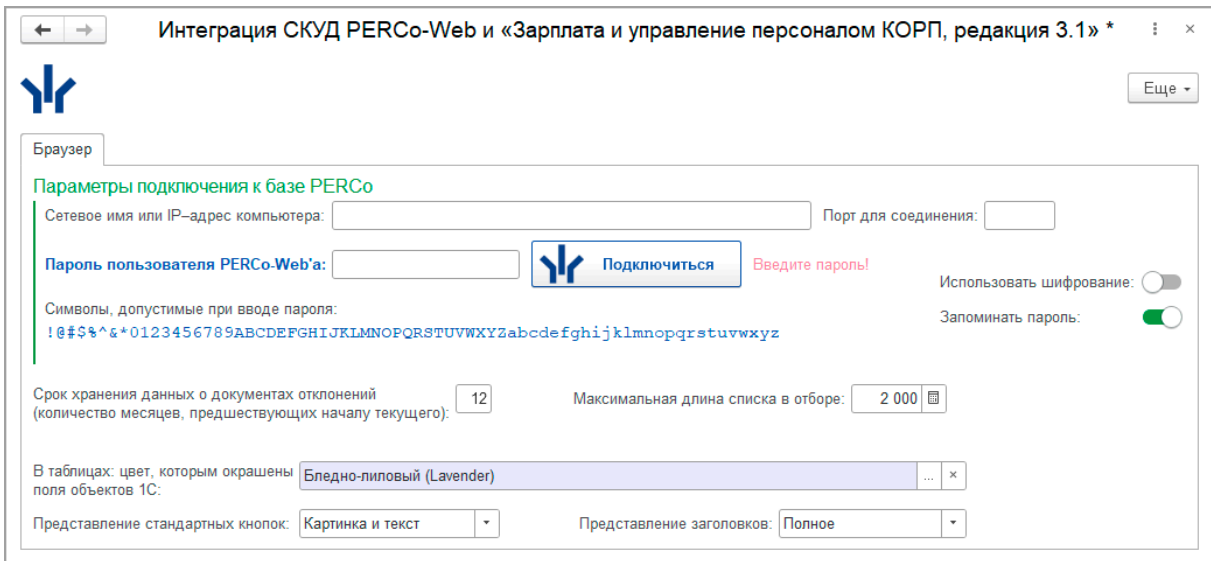 Интеграция СКУД PERCo-Web и «Зарплата и управление персоналом КОРП, редакция 3.1» *
Еще
Браузер
Параметры подключения к базе PERCo
Сетевое имя или IP–адрес компьютера:
Порт для соединения:
Пароль пользователя PERCo-Web'а:
Подключиться
Введите пароль!
Использовать шифрование:
Символы, допустимые при вводе пароля:
Запоминать пароль:
!@#$%^&*0123456789ABCDEFGHIJKLMNOPQRSTUVWXYZabcdefghijklmnopqrstuvwxyz
Срок хранения данных о документах отклонений
(количество месяцев, предшествующих началу текущего):
12
Максимальная длина списка в отборе:
2 000
В таблицах: цвет, которым окрашены
поля объектов 1С:
Бледно-лиловый (Lavender)
...
Представление стандартных кнопок:
Картинка и текст
Представление заголовков:
Полное